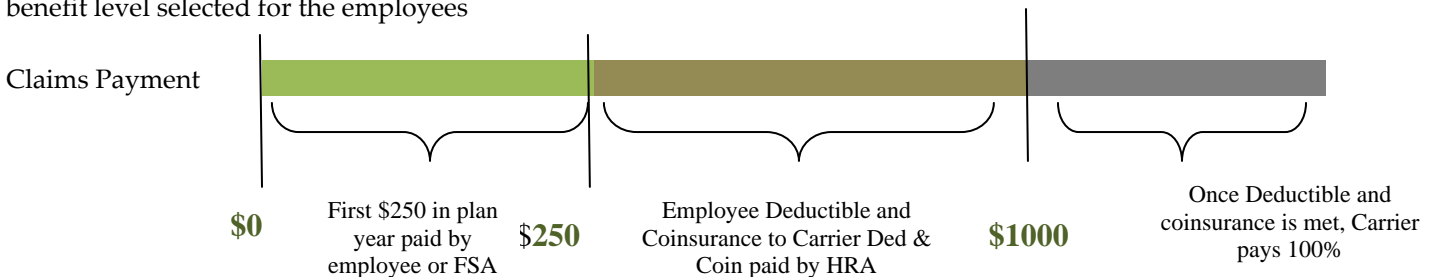 benefit level selected for the employees
Claims Payment
$0
First $250 in plan
year paid by
employee or FSA
$250
Employee Deductible and
Coinsurance to Carrier Ded &
Coin paid by HRA
$1000
Once Deductible and
coinsurance is met, Carrier
pays 100%